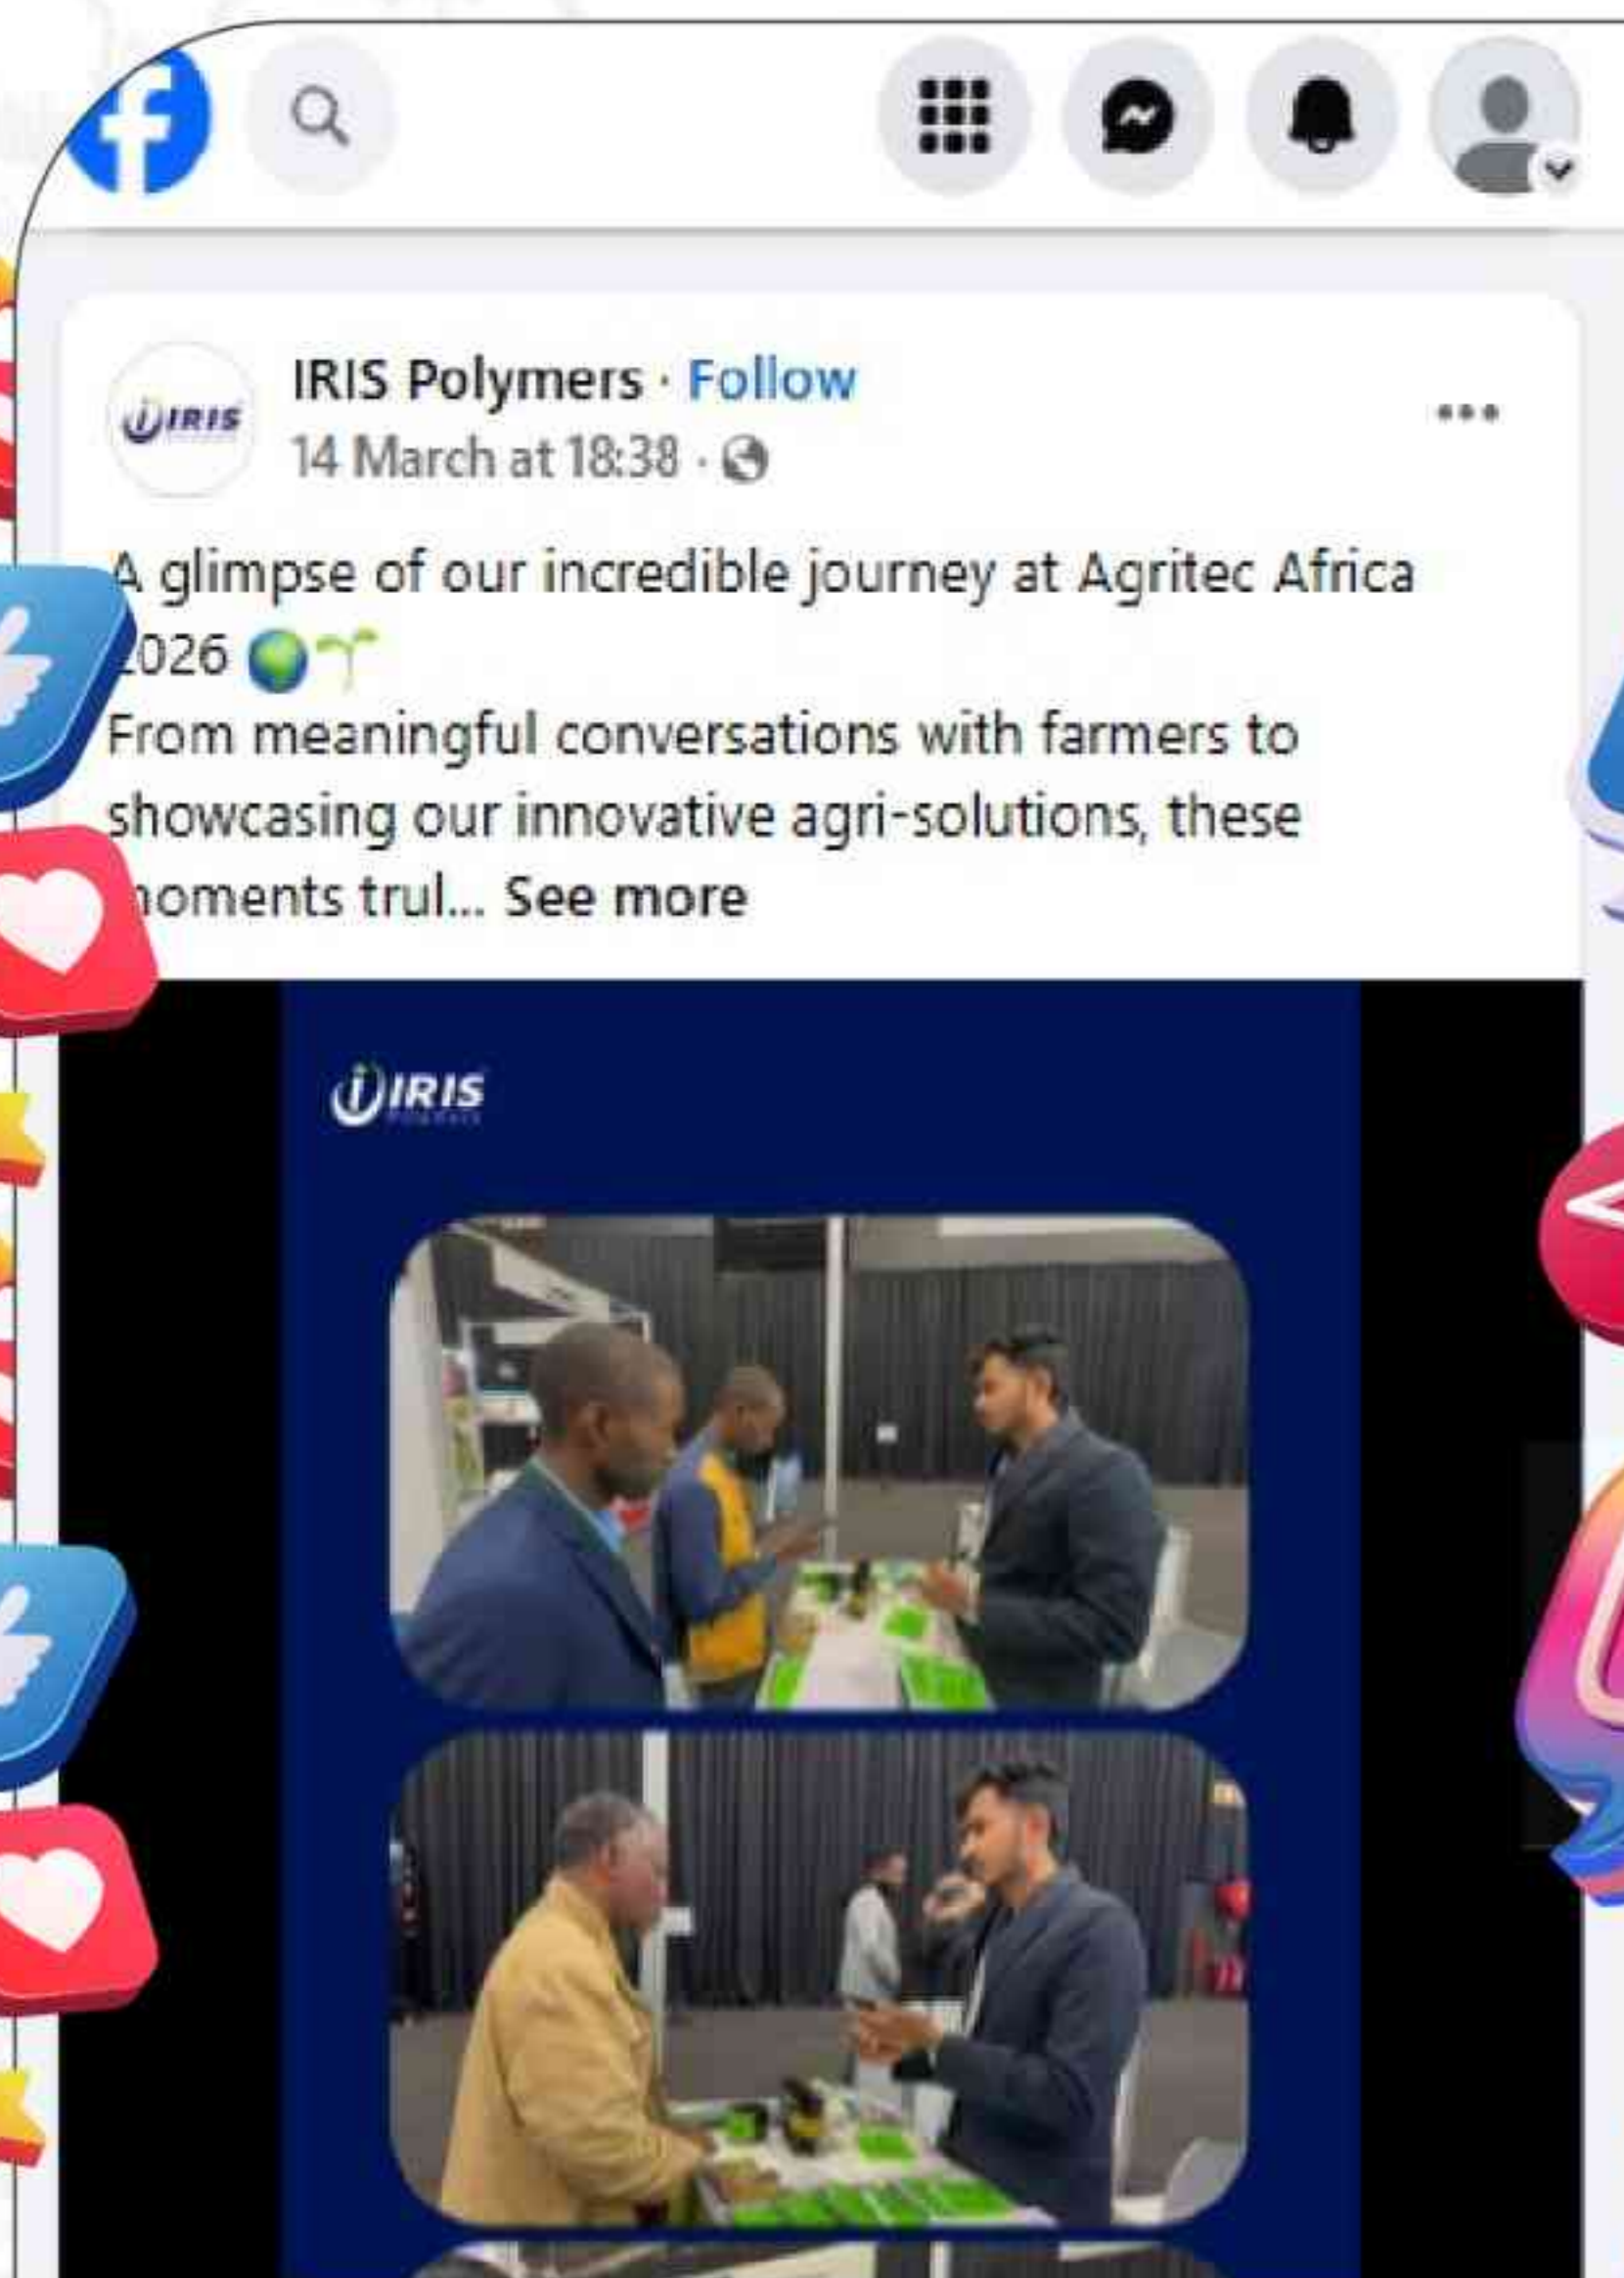 IRIS
IRIS Polymers · Follow
14 March at 18:38 ·
A glimpse of our incredible journey at Agritec Africa
2026 🌍🌱
From meaningful conversations with farmers to
showcasing our innovative agri-solutions, these
moments trul... See more
IRIS